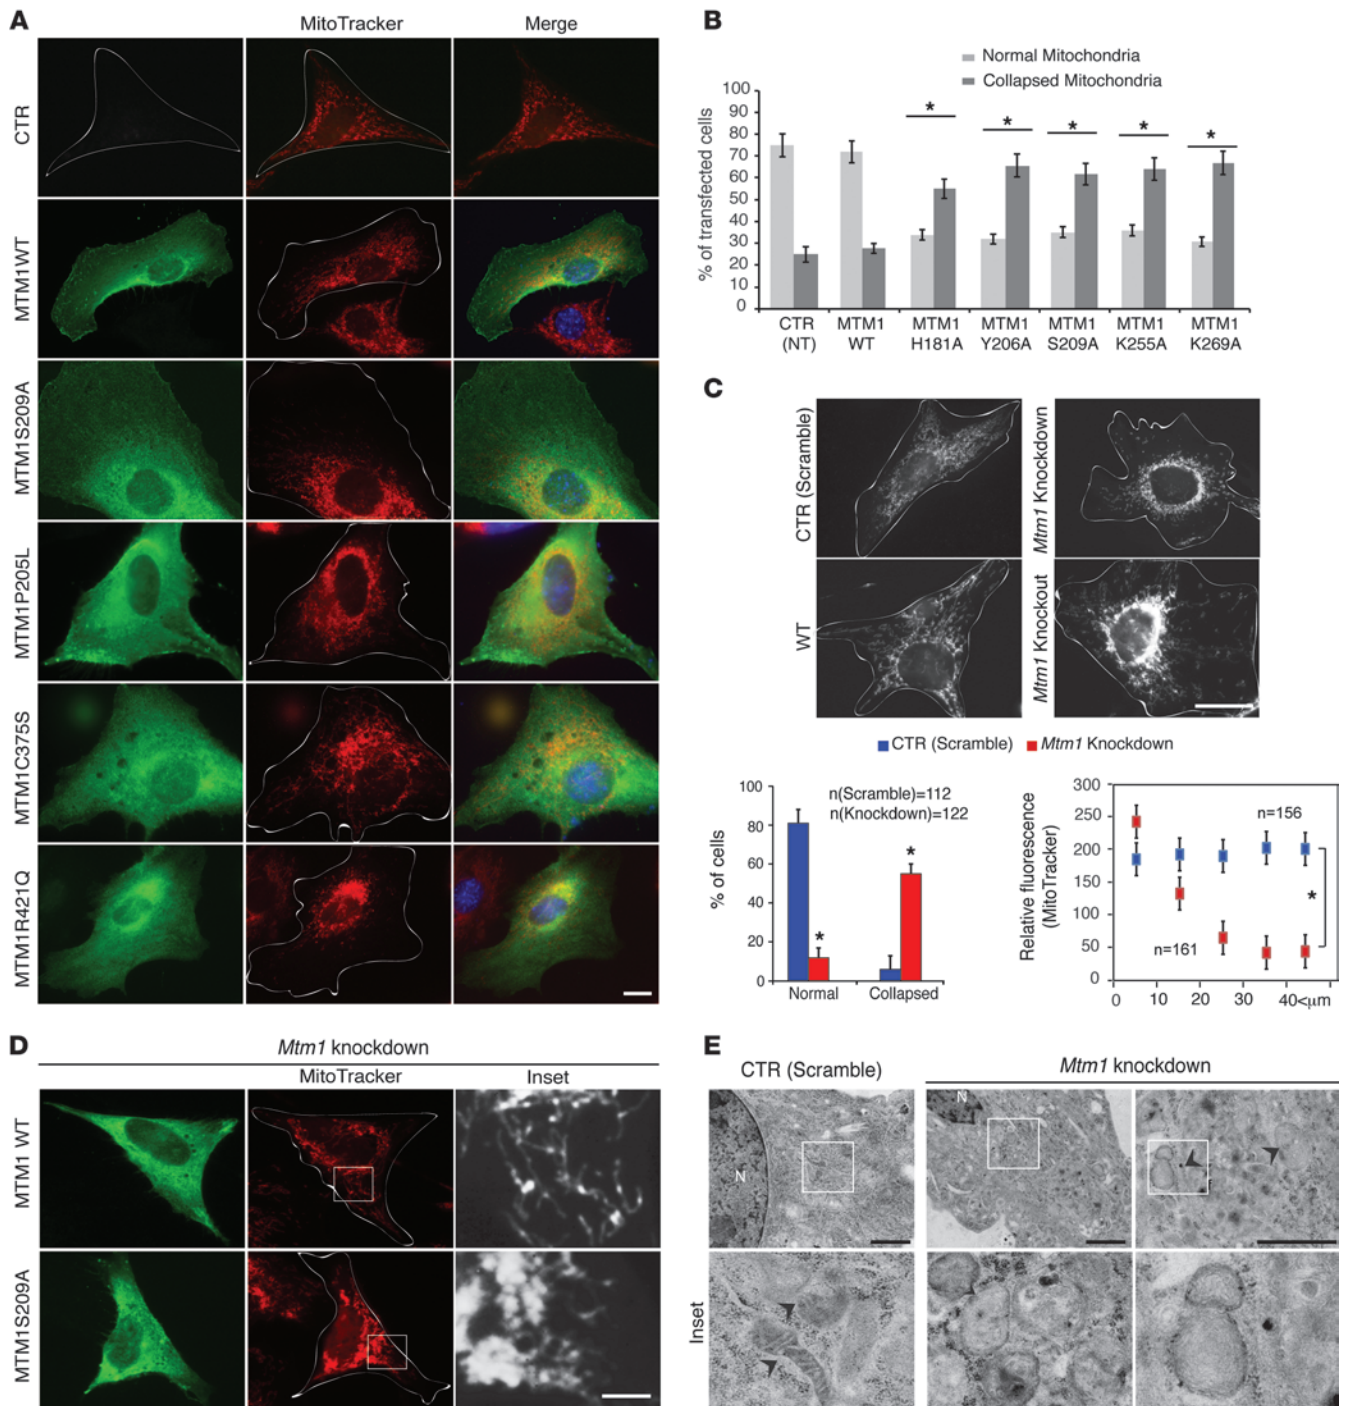 A
MitoTracker
Merge
CTR
MTM1WT
MTM1S209A
MTM1P205L
MTM1C375S
MTM1R421Q
B
Normal Mitochondria
Collapsed Mitochondria
% of transfected cells
100
90
80
70
60
50
40
30
20
10
0
*
*
*
*
*
CTR (NT)
MTM1 WT
MTM1 H181A
MTM1 Y206A
MTM1 S209A
MTM1 K255A
MTM1 K269A
C
CTR (Scramble)
Mtm1 Knockdown
WT
Mtm1 Knockout
CTR (Scramble)
Mtm1 Knockdown
% of cells
100
80
60
40
20
0
n(Scramble)=112
n(Knockdown)=122
*
*
Normal
Collapsed
Relative fluorescence
(MitoTracker)
300
250
200
150
100
50
0
n=156
n=161
*
0
10
20
30
40<μm
D
Mtm1 knockdown
MitoTracker
Inset
MTM1 WT
MTM1S209A
E
CTR (Scramble)
Mtm1 knockdown
N
N
Inset